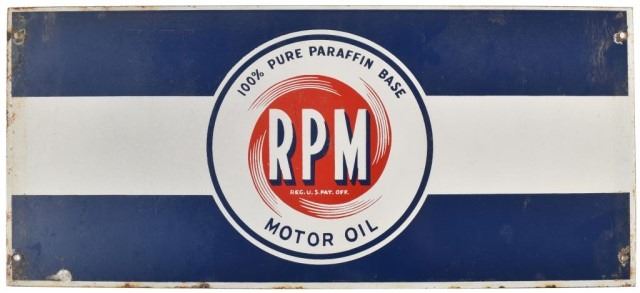 100% PURE PARAFFIN BASE
RPM
REG. U. S. PAT. OFF.
MOTOR OIL